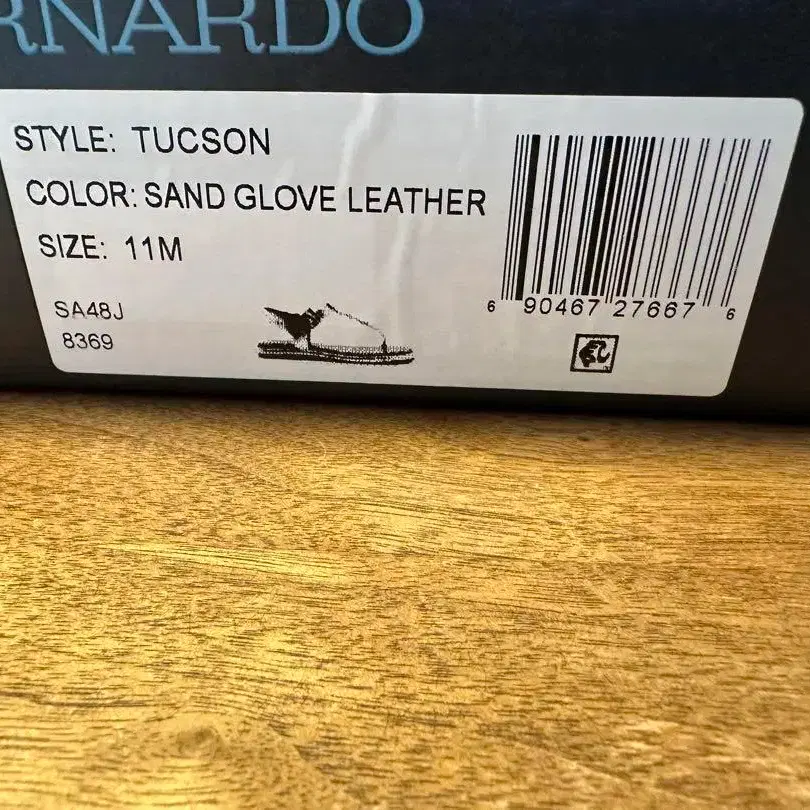 RNARDO
STYLE: TUCSON
COLOR: SAND GLOVE LEATHER
SIZE: 11M
SA48J
8369
6 90467 27667 6